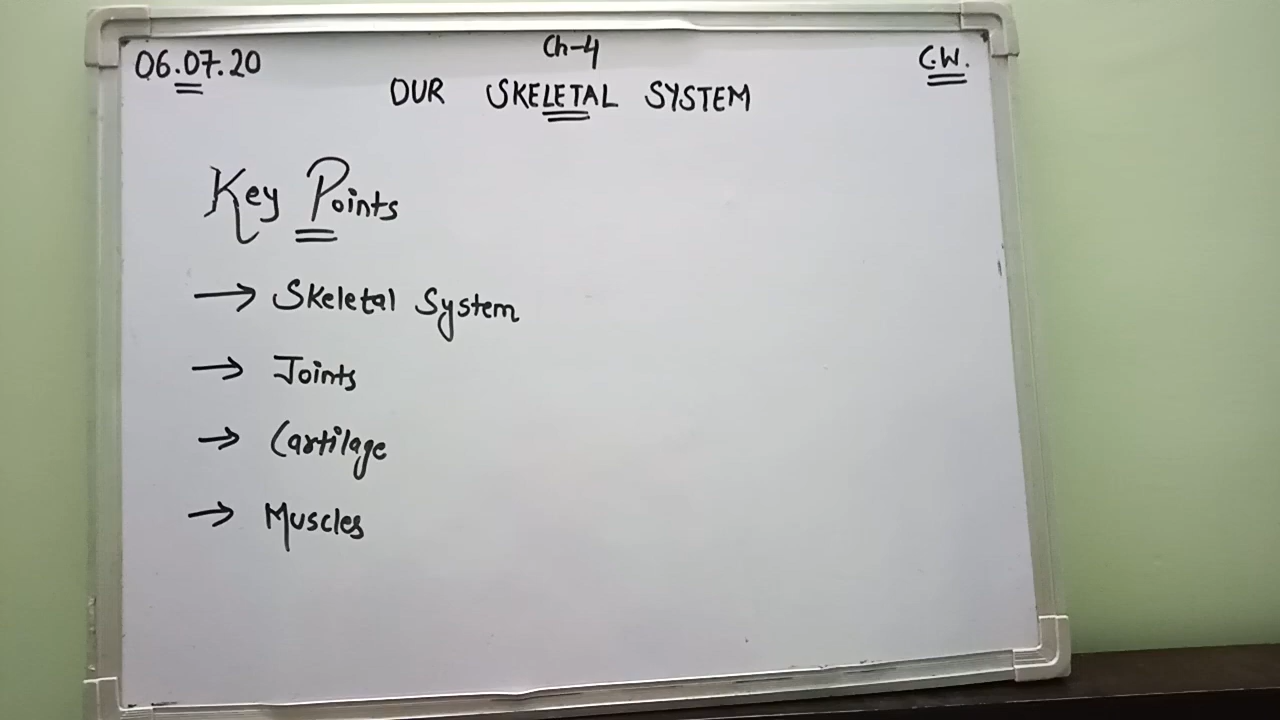 06.07.20 Ch-4 C.W.
OUR SKELETAL SYSTEM
Key Points
→ Skeletal System
→ Joints
→ Cartilage
→ Muscles